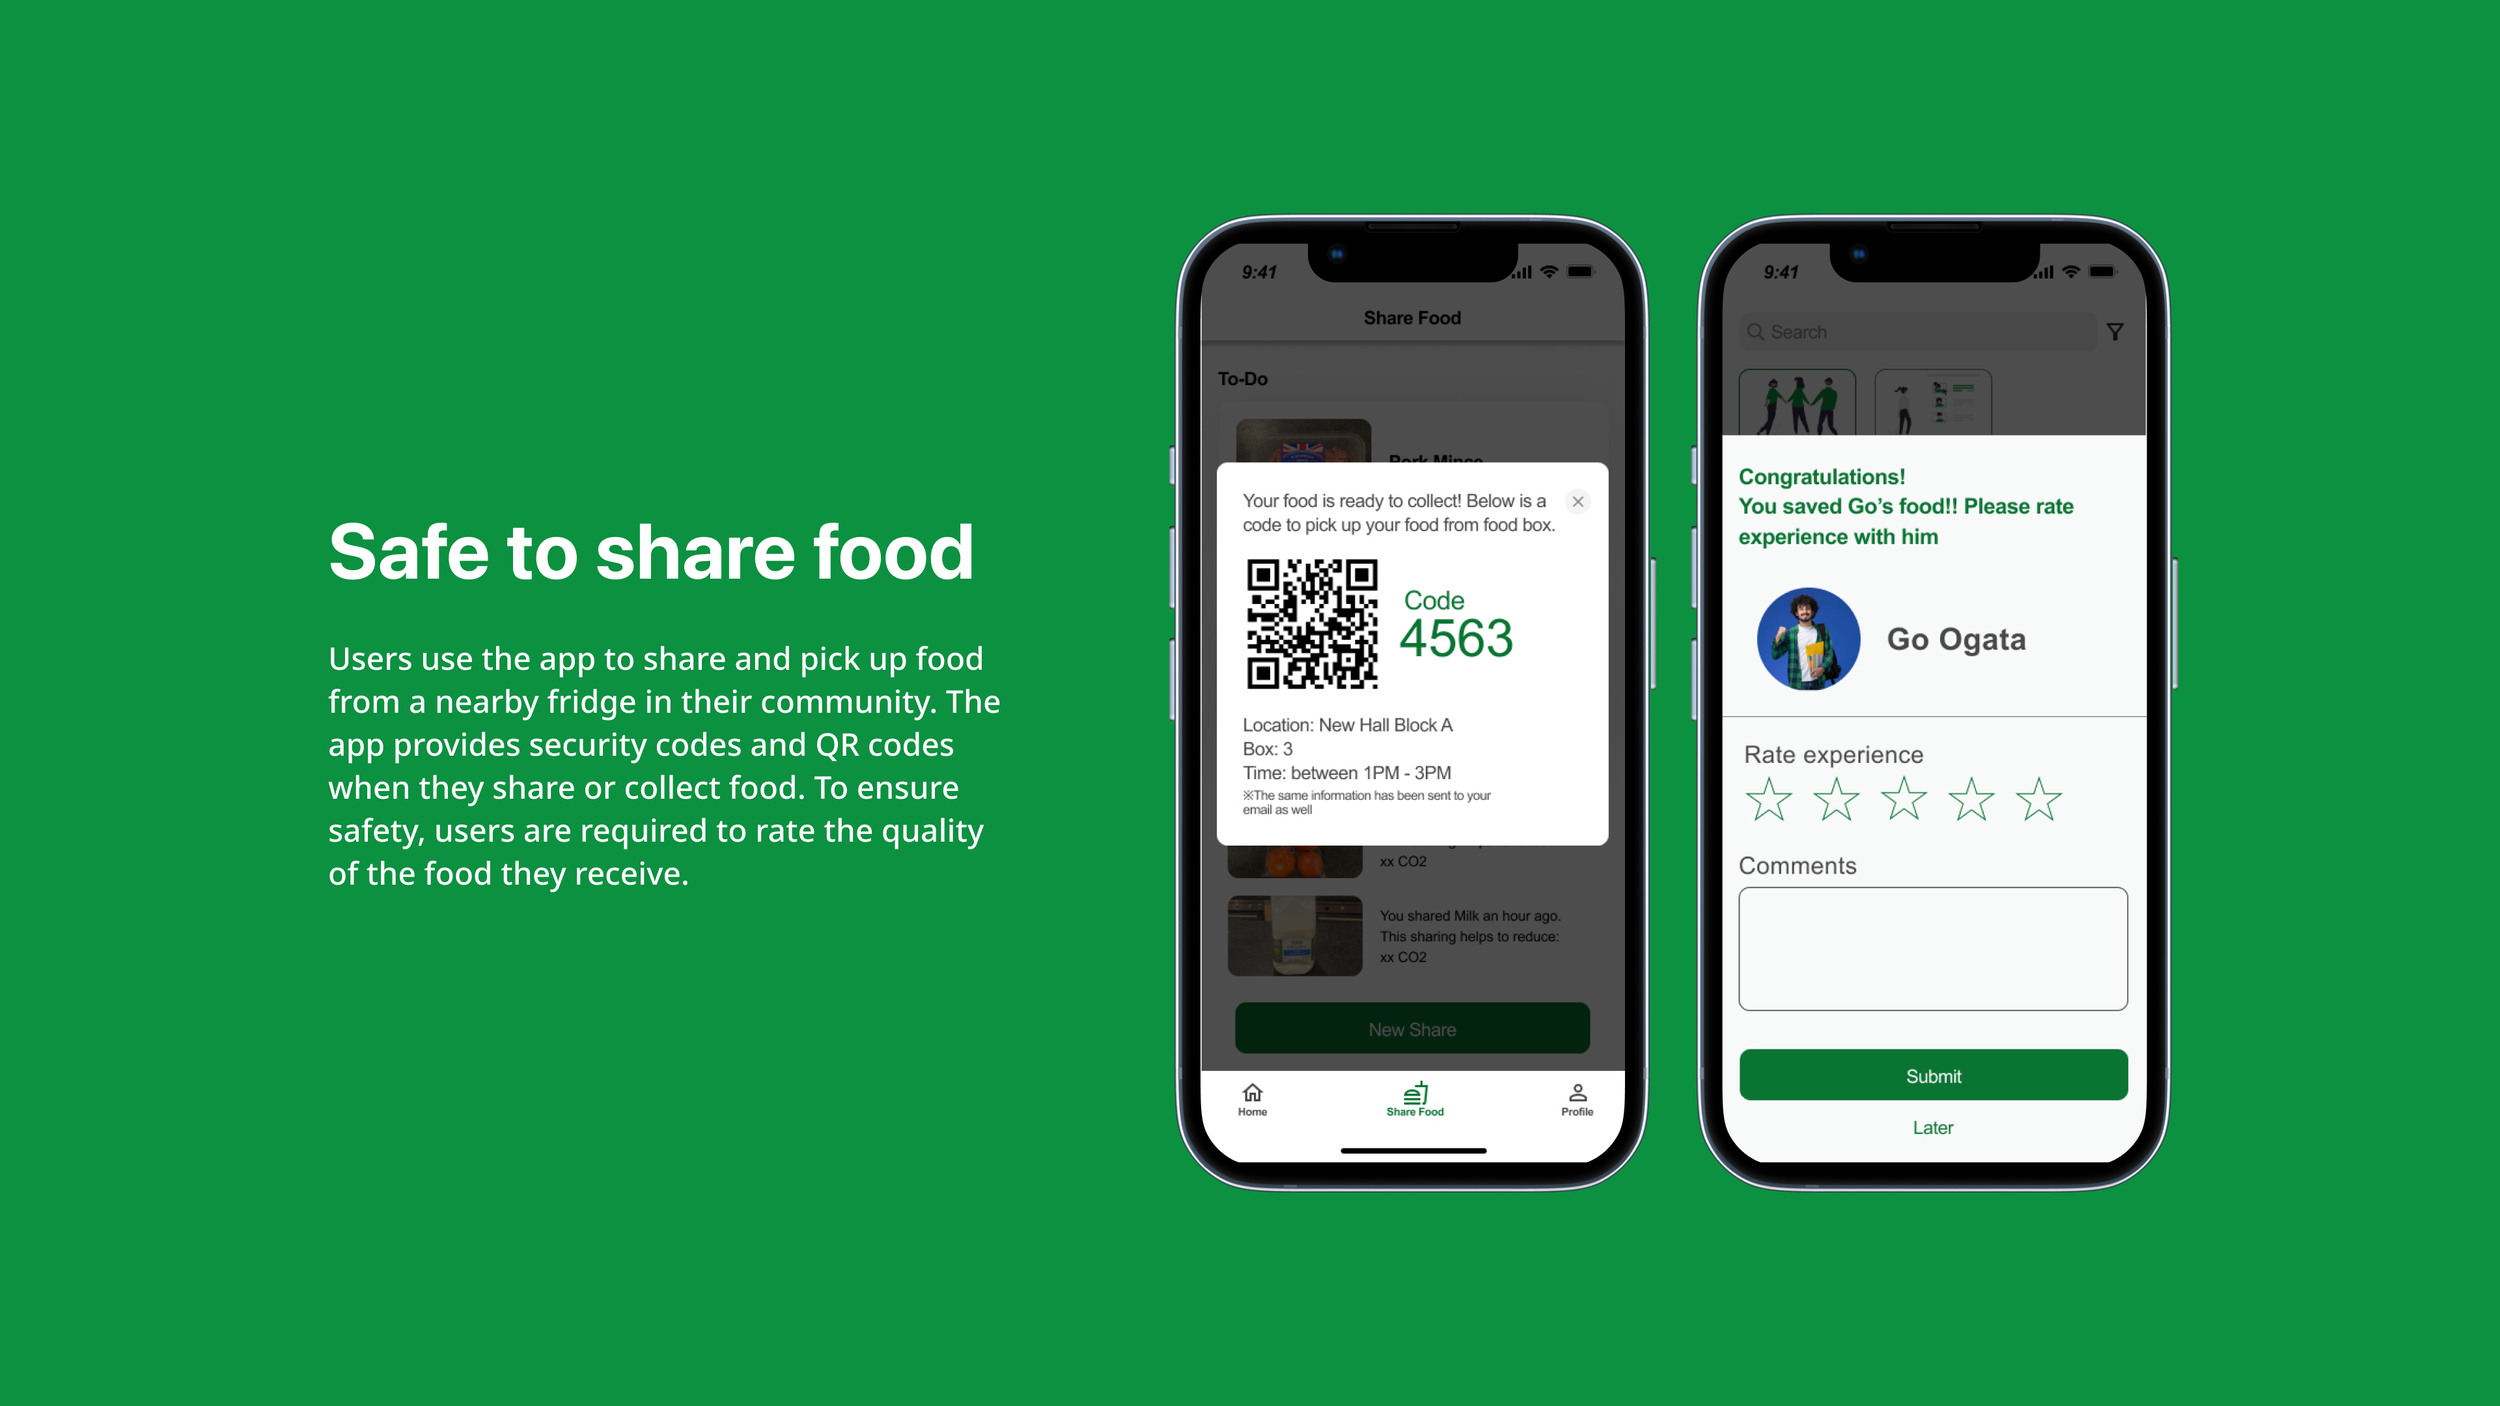 Safe to share food
Users use the app to share and pick up food
from a nearby fridge in their community. The
app provides security codes and QR codes
when they share or collect food. To ensure
safety, users are required to rate the quality
of the food they receive.
9:41
Share Food
To-Do
Pork Mince
Your food is ready to collect! Below is a
code to pick up your food from food box.
Code
4563
Location: New Hall Block A
Box: 3
Time: between 1PM - 3PM
※The same information has been sent to your
email as well
xx CO2
You shared Milk an hour ago.
This sharing helps to reduce:
xx CO2
New Share
Home
Share Food
Profile
9:41
Search
Congratulations!
You saved Go's food!! Please rate
experience with him
Go Ogata
Rate experience
Comments
Submit
Later